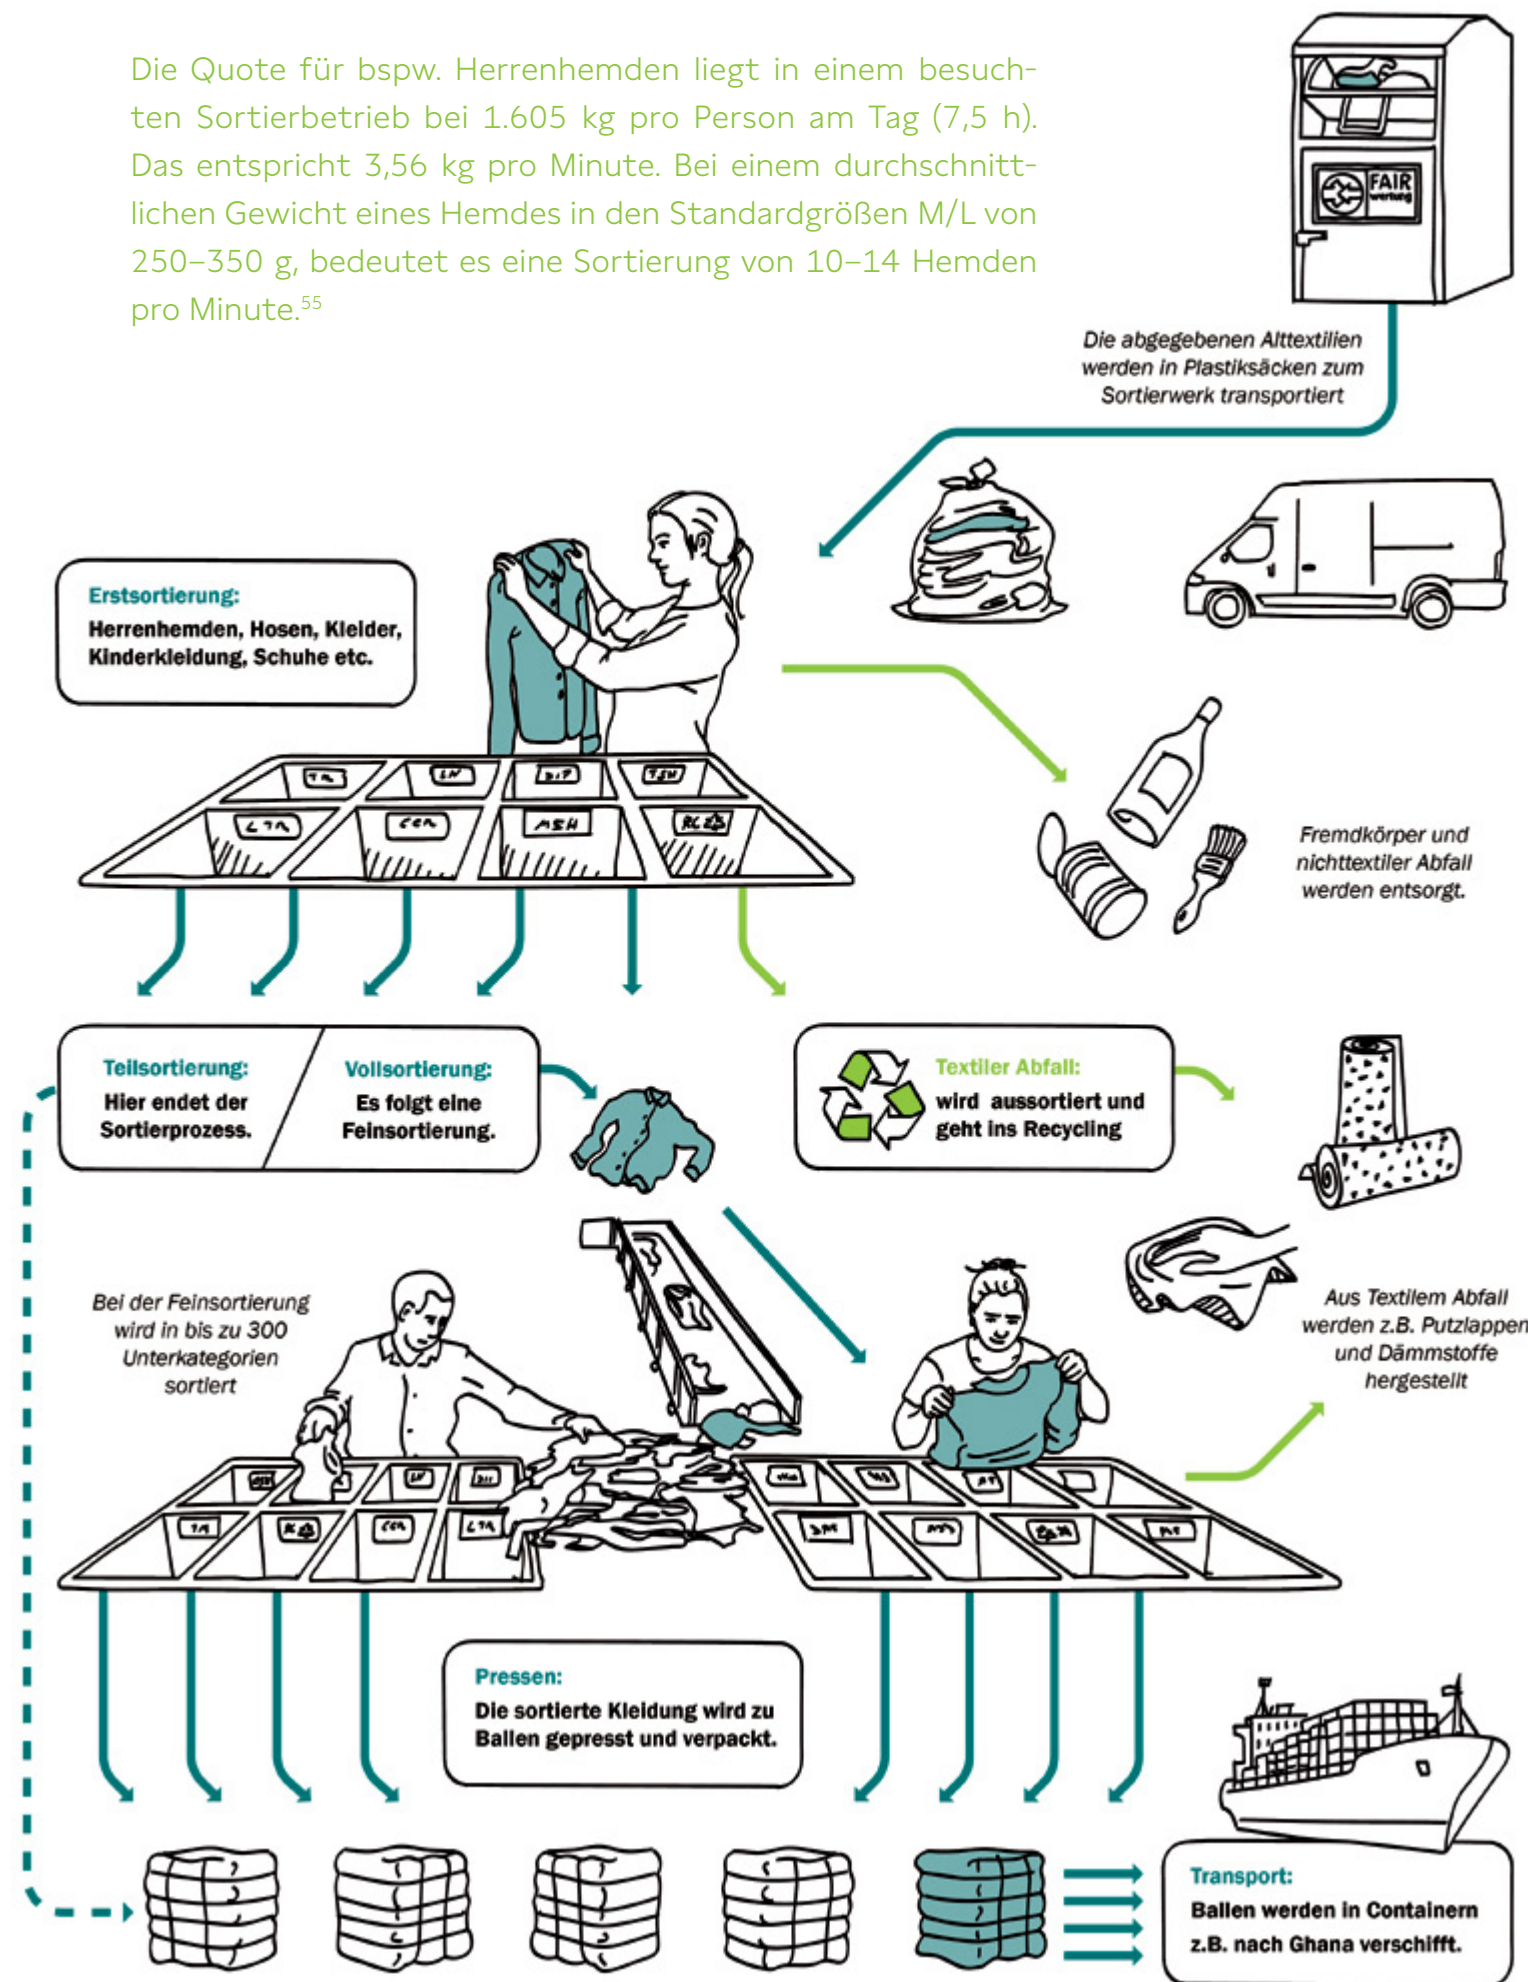 Die Quote für bspw. Herrenhemden liegt in einem besuch-
ten Sortierbetrieb bei 1.605 kg pro Person am Tag (7,5 h).
Das entspricht 3,56 kg pro Minute. Bei einem durchschnitt-
lichen Gewicht eines Hemdes in den Standardgrößen M/L von
250–350 g, bedeutet es eine Sortierung von 10–14 Hemden
pro Minute.⁵⁵
FAIR
wertung
Die abgegebenen Alttextilien
werden in Plastiksäcken zum
Sortierwerk transportiert
Erstsortierung:
Herrenhemden, Hosen, Kleider,
Kinderkleidung, Schuhe etc.
Fremdkörper und
nichttextiler Abfall
werden entsorgt.
Teilsortierung:
Hier endet der
Sortierprozess.
Vollsortierung:
Es folgt eine
Feinsortierung.
Textiler Abfall:
wird aussortiert und
geht ins Recycling
Bei der Feinsortierung
wird in bis zu 300
Unterkategorien
sortiert
Aus Textilem Abfall
werden z.B. Putzlappen
und Dämmstoffe
hergestellt
Pressen:
Die sortierte Kleidung wird zu
Ballen gepresst und verpackt.
Transport:
Ballen werden in Containern
z.B. nach Ghana verschifft.